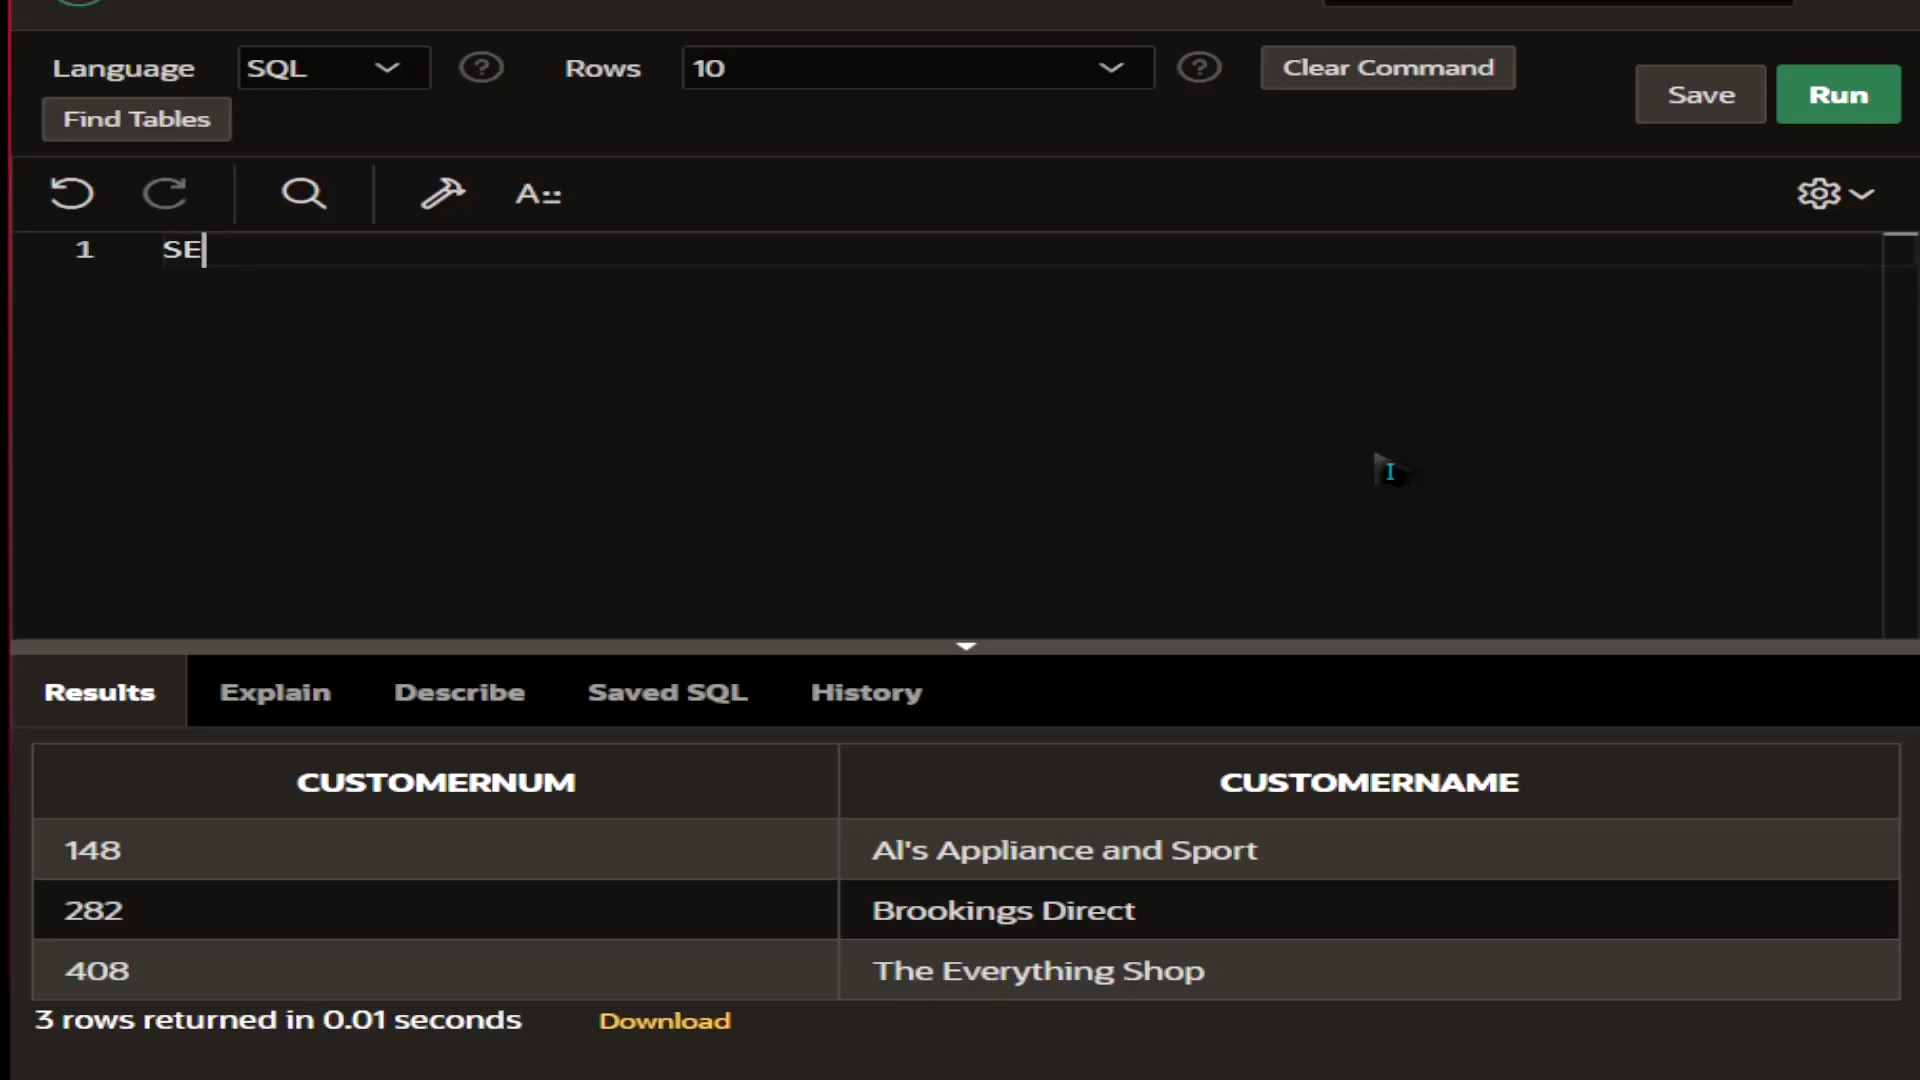 Language SQL Rows 10 Clear Command
Save Run
Find Tables
A::
1 SE
Results Explain Describe Saved SQL History
CUSTOMERNUM CUSTOMERNAME
148 Al's Appliance and Sport
282 Brookings Direct
408 The Everything Shop
3 rows returned in 0.01 seconds Download